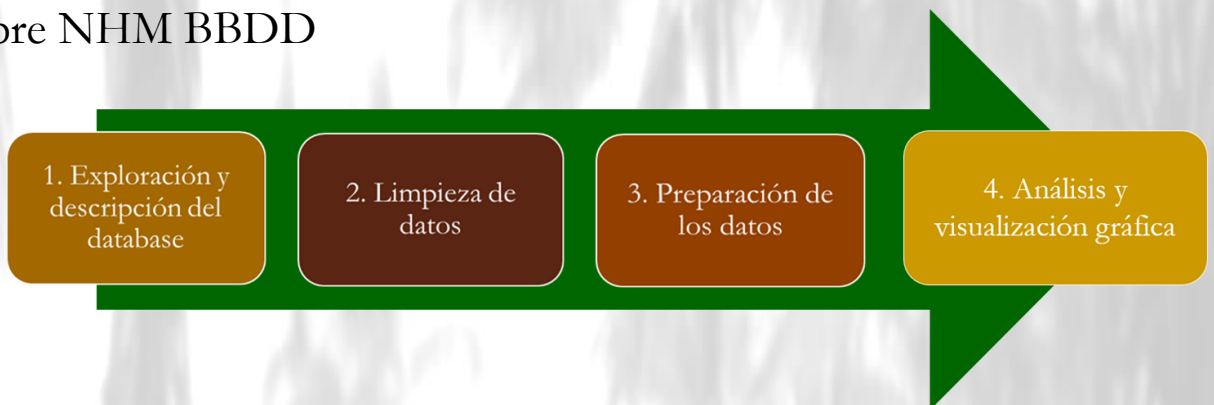 bre NHM BBDD
1. Exploración y
descripción del
database
2. Limpieza de
datos
3. Preparación de
los datos
4. Análisis y
visualización gráfica